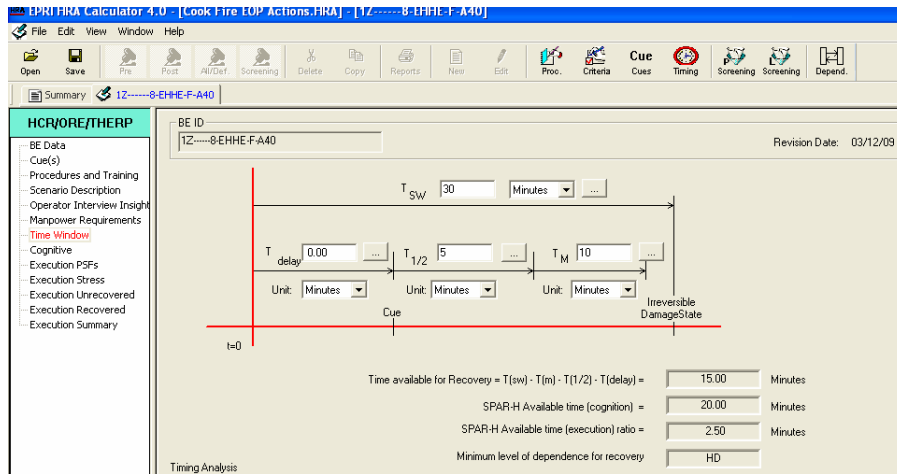 EPRI HRA Calculator 4.0 - [Cook Fire EOP Actions.HRA] - [1Z------8-EHHE-F-A40]
File Edit View Window Help
Open Save Pre Post All/Def. Screening Delete Copy Reports New Edit Proc. Criteria Cue Cues Timing Screening Screening Depend.
Summary 1Z------8-EHHE-F-A40
HCR/ORE/THERP
BE Data
Cue(s)
Procedures and Training
Scenario Description
Operator Interview Insight
Manpower Requirements
Time Window
Cognitive
Execution PSFs
Execution Stress
Execution Unrecovered
Execution Recovered
Execution Summary
BE ID
1Z------8-EHHE-F-A40
Revision Date: 03/12/09
T SW 30 Minutes ...
T delay 0.00 ... T 1/2 5 ... T M 10 ...
Unit: Minutes Unit: Minutes Unit: Minutes
Cue
Irreversible
DamageState
t=0
Time available for Recovery = T(sw) - T(m) - T(1/2) - T(delay) = 15.00 Minutes
SPAR-H Available time (cognition) = 20.00 Minutes
SPAR-H Available time (execution) ratio = 2.50 Minutes
Minimum level of dependence for recovery HD
Timing Analysis